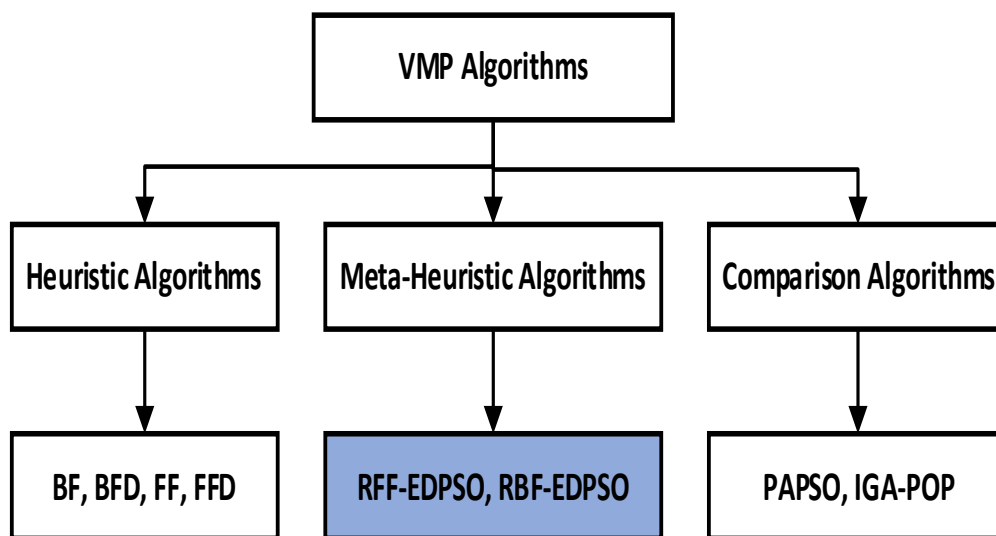 VMP Algorithms
Heuristic Algorithms
Meta-Heuristic Algorithms
Comparison Algorithms
BF, BFD, FF, FFD
RFF-EDPSO, RBF-EDPSO
PAPSO, IGA-POP